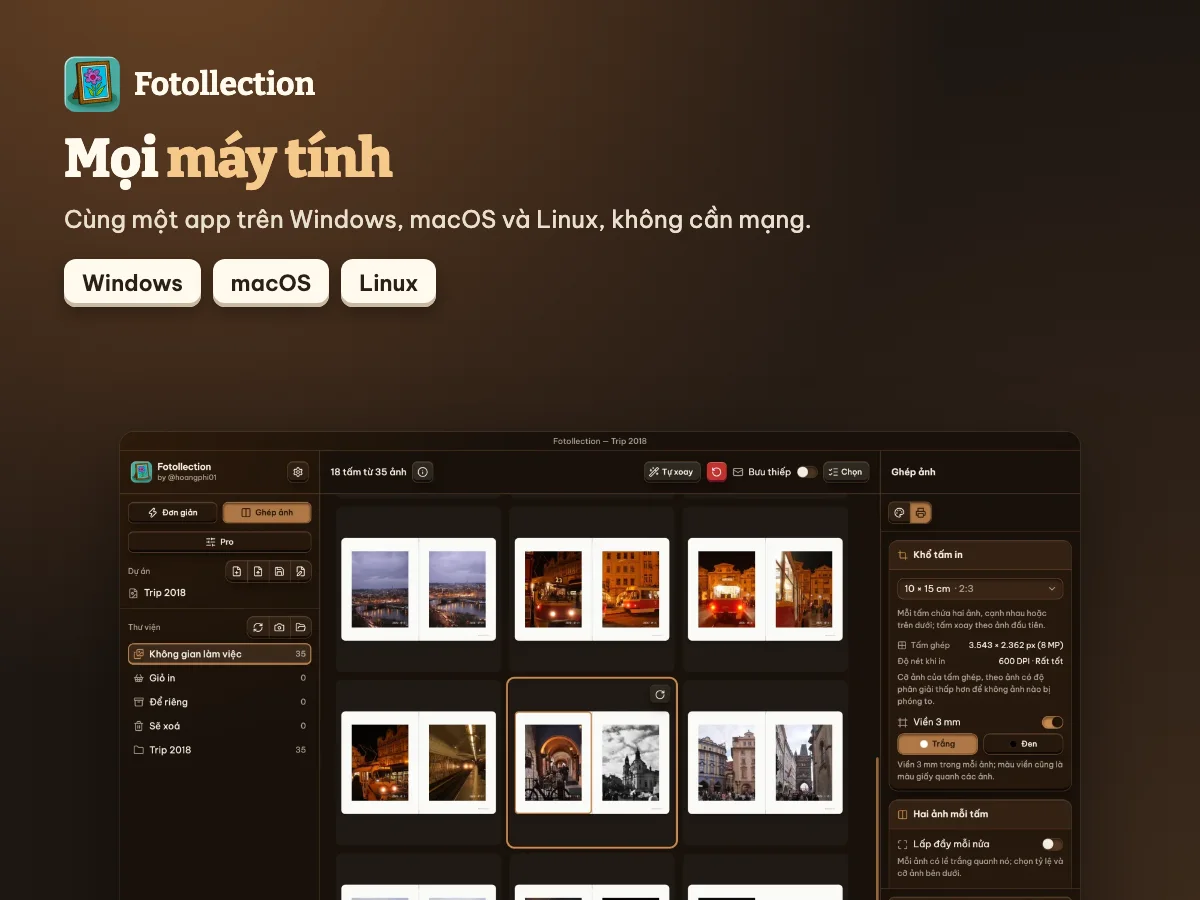 Fotollection
Mọi máy tính
Cùng một app trên Windows, macOS và Linux, không cần mạng.
Windows
macOS
Linux
Fotollection — Trip 2018
Fotollection
by @hoangphi01
Đơn giản
Ghép ảnh
Pro
Dự án
Trip 2018
Thư viện
Không gian làm việc 35
Giỏ in 0
Để riêng 0
Sẽ xoá 0
Trip 2018 35
18 tấm từ 35 ảnh
Tự xoay
Bưu thiếp
Chọn
Ghép ảnh
Khổ tấm in
10 × 15 cm · 2:3
Mỗi tấm chứa hai ảnh, cạnh nhau hoặc
trên dưới; tấm xoay theo ảnh đầu tiên.
Tấm ghép 3.543 × 2.362 px (8 MP)
Độ nét khi in 600 DPI · Rất tốt
Cỡ ảnh của tấm ghép, theo ảnh có độ
phân giải thấp hơn để không ảnh nào bị
phóng to.
Viền 3 mm
Trắng
Đen
Viền 3 mm trong mỗi ảnh; màu viền cũng là
màu giấy quanh các ảnh.
Hai ảnh mỗi tấm
Lấp đầy mỗi nửa
Mỗi ảnh có lề trắng quanh nó; chọn tỷ lệ và
cỡ ảnh bên dưới.